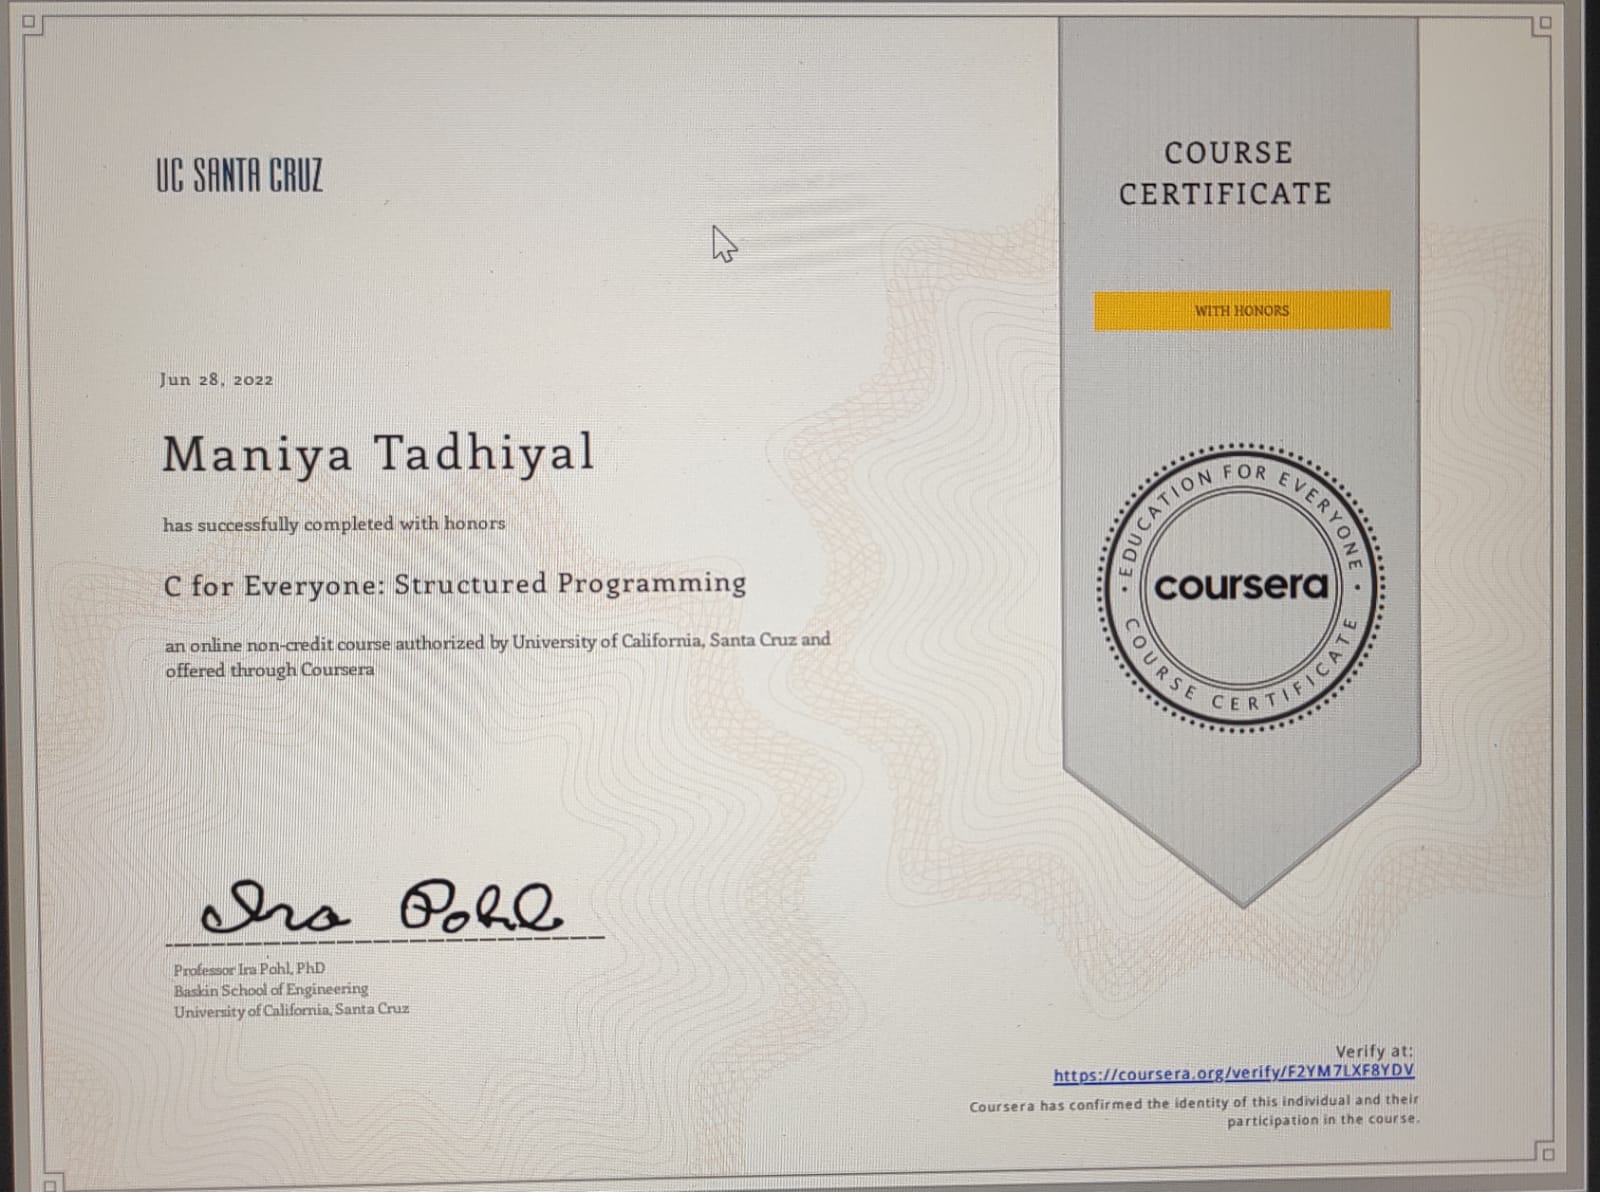 UC SANTA CRUZ
COURSE
CERTIFICATE
WITH HONORS
Jun 28, 2022
Maniya Tadhiyal
has successfully completed with honors
C for Everyone: Structured Programming
an online non-credit course authorized by University of California, Santa Cruz and
offered through Coursera
EDUCATION FOR EVERYONE
coursera
COURSE CERTIFICATE
Ira Pohl
Professor Ira Pohl, PhD
Baskin School of Engineering
University of California, Santa Cruz
Verify at:
https://coursera.org/verify/F2YM7LXF8YDV
Coursera has confirmed the identity of this individual and their
participation in the course.